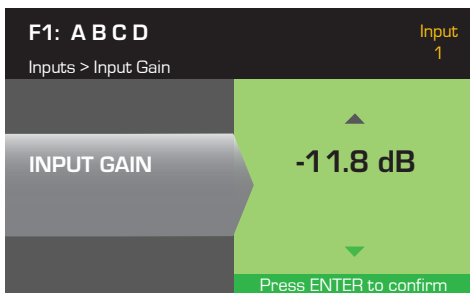 F1: A B C D
Input
1
Inputs > Input Gain
INPUT GAIN
-11.8 dB
Press ENTER to confirm